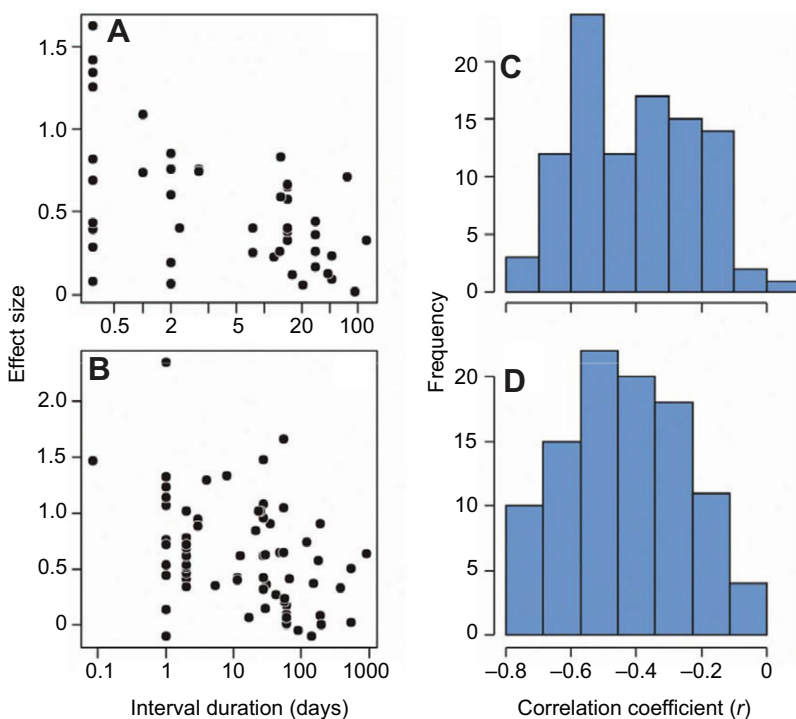 A
Effect size
1.5
1.0
0.5
0
0.5 2 5 20 100
B
2.0
1.5
1.0
0.5
0
0.1 1 10 100 1000
Interval duration (days)
C
Frequency
20
15
10
5
0
D
20
15
10
5
0
–0.8 –0.6 –0.4 –0.2 0
Correlation coefficient (r)